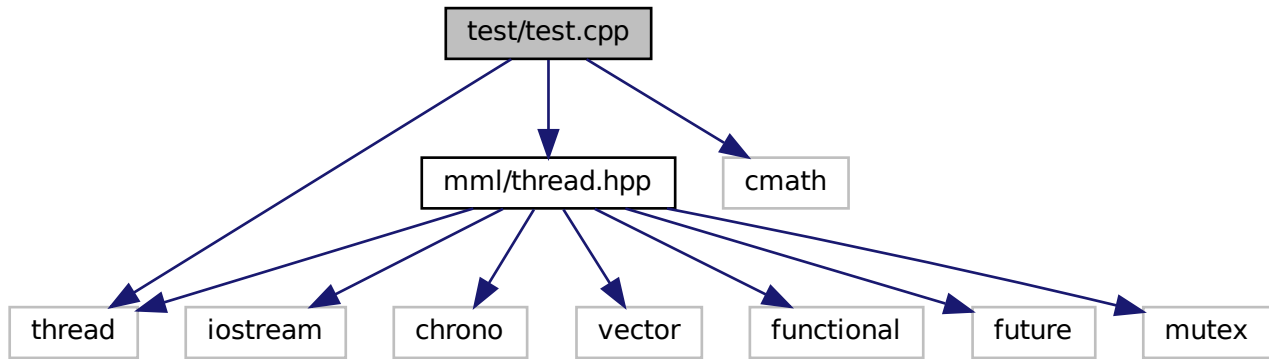 test/test.cpp
mml/thread.hpp
cmath
thread
iostream
chrono
vector
functional
future
mutex